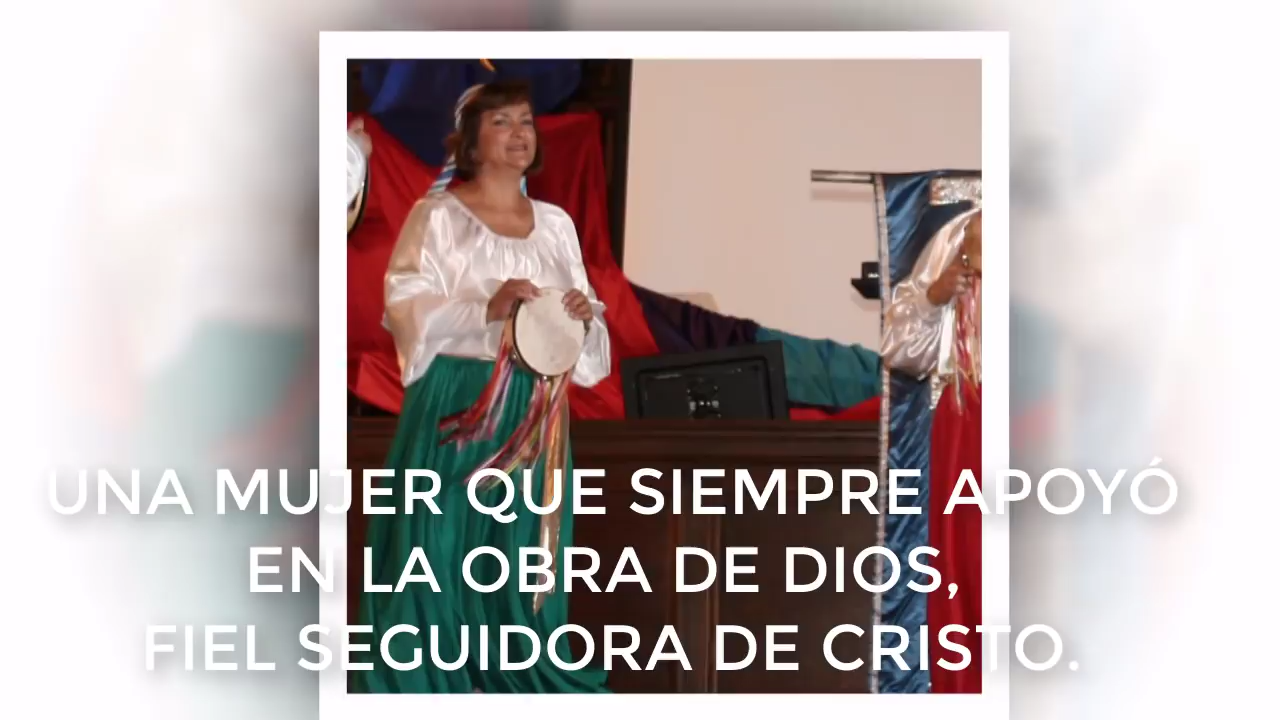 UNA MUJER QUE SIEMPRE APOYÓ
EN LA OBRA DE DIOS,
FIEL SEGUIDORA DE CRISTO.